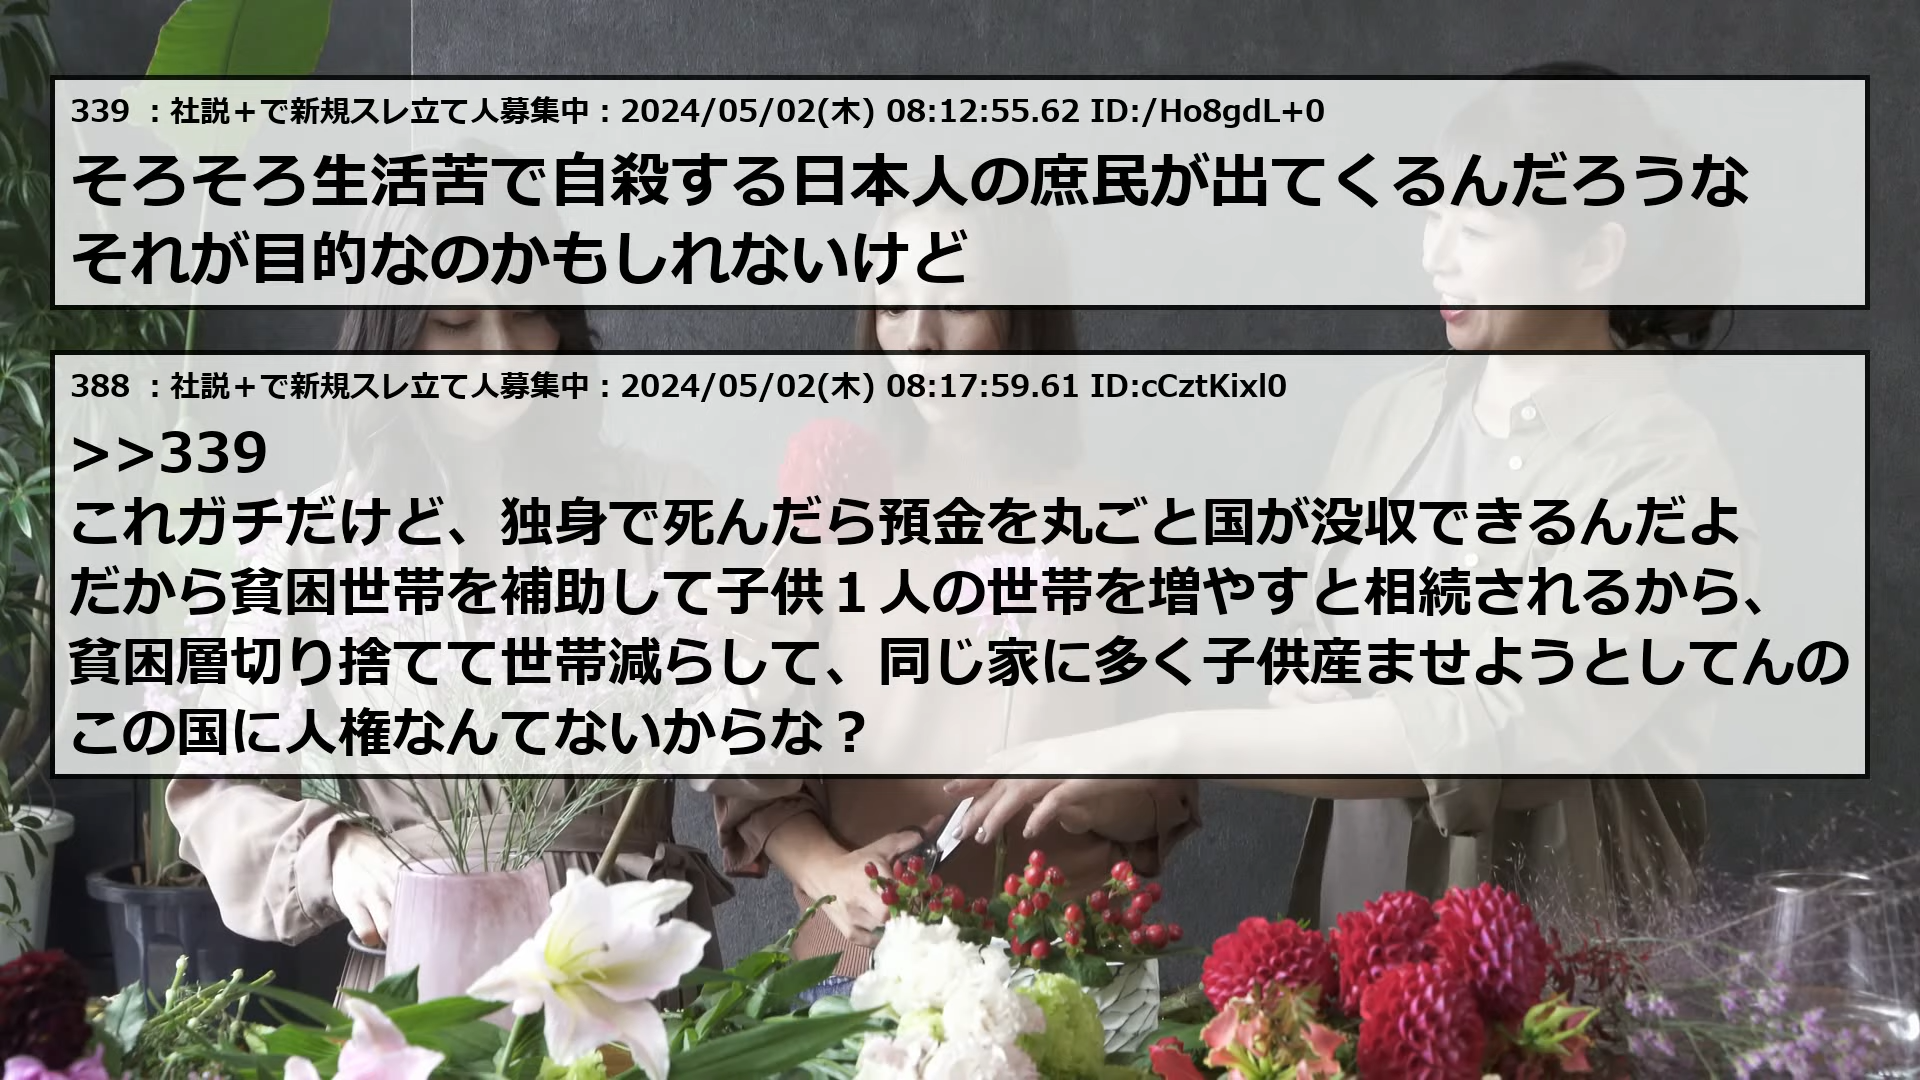 339 ：社説＋で新規スレ立て人募集中：2024/05/02(木) 08:12:55.62 ID:/Ho8gdL+0
そろそろ生活苦で自殺する日本人の庶民が出てくるんだろうな
それが目的なのかもしれないけど
388 ：社説＋で新規スレ立て人募集中：2024/05/02(木) 08:17:59.61 ID:cCztKixl0
>>339
これガチだけど、独身で死んだら預金を丸ごと国が没収できるんだよ
だから貧困世帯を補助して子供１人の世帯を増やすと相続されるから、
貧困層切り捨てて世帯減らして、同じ家に多く子供産ませようとしてんの
この国に人権なんてないからな？